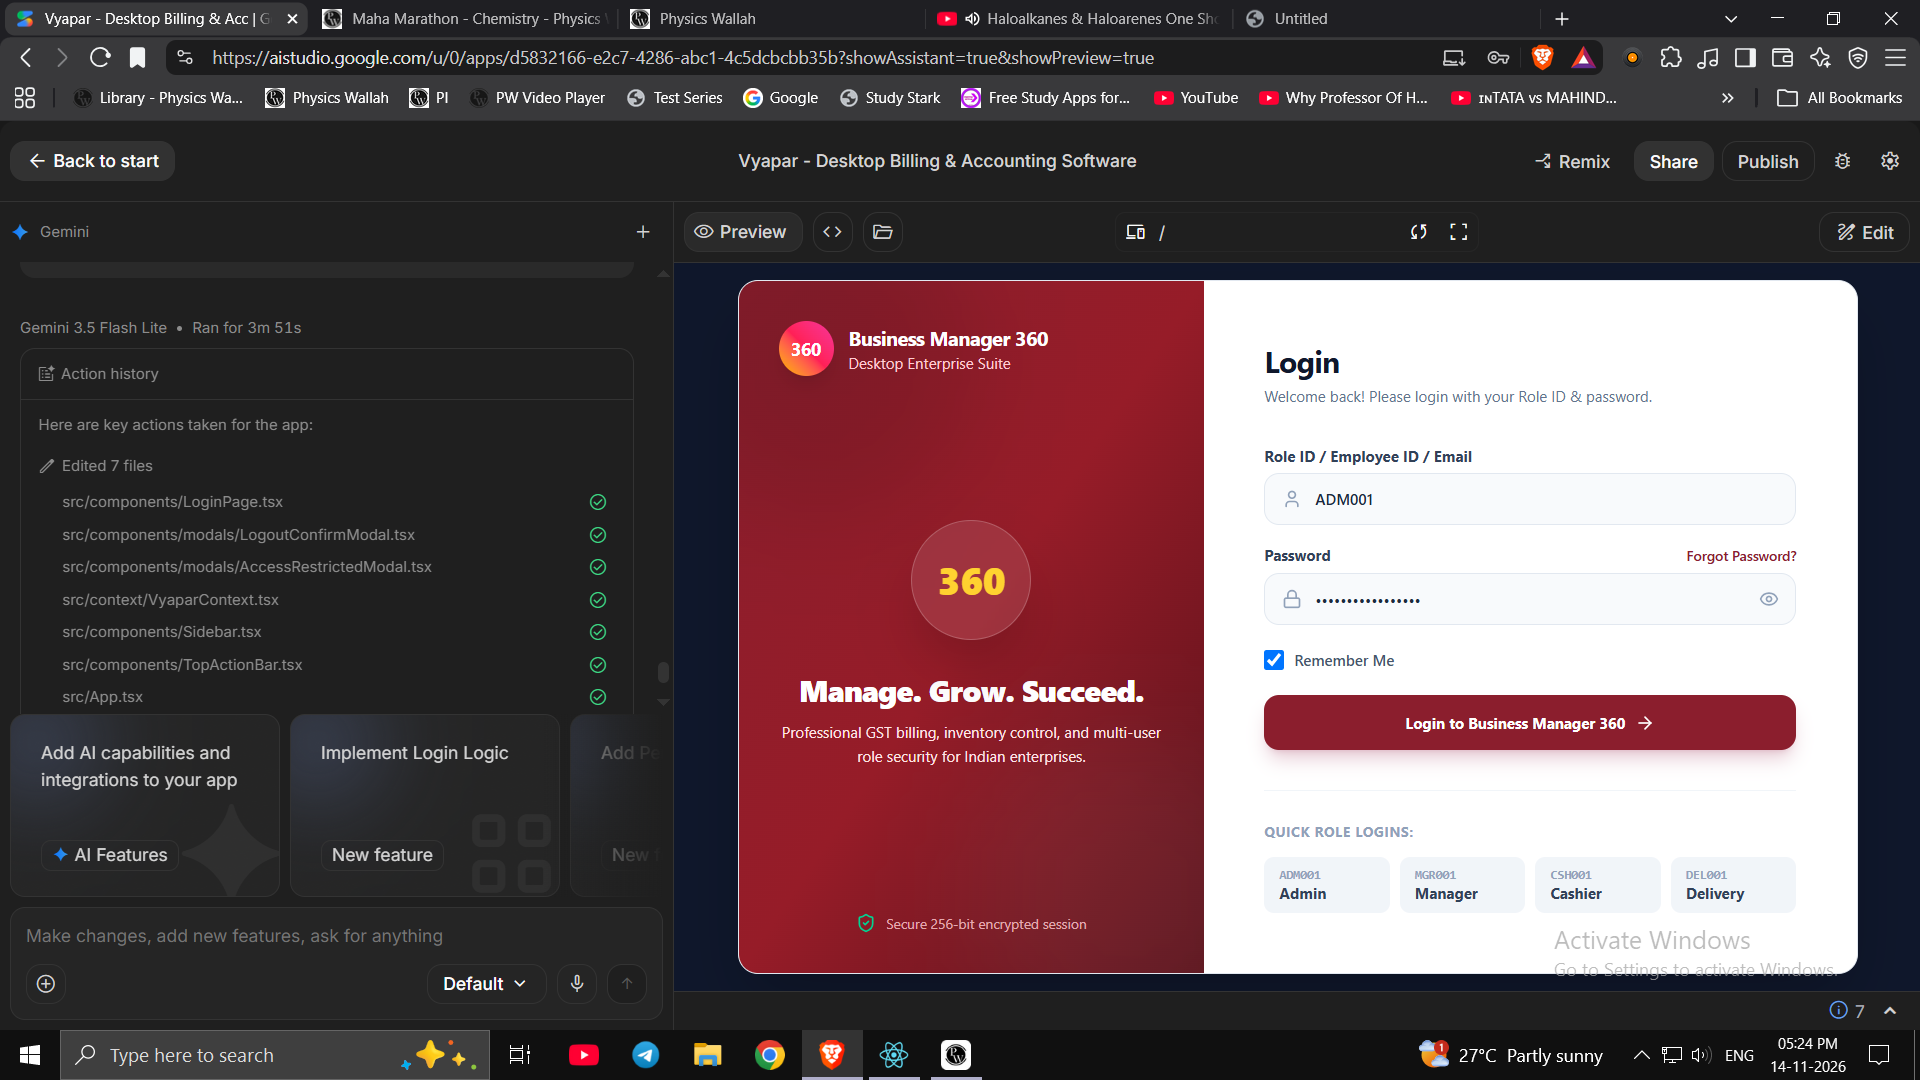 Vyapar - Desktop Billing & Acc | G
Maha Marathon - Chemistry - Physics
Physics Wallah
Haloalkanes & Haloarenes One Sho
Untitled
https://aistudio.google.com/u/0/apps/d5832166-e2c7-4286-abc1-4c5dcbcbb35b?showAssistant=true&showPreview=true
Library - Physics Wa...
Physics Wallah
PI
PW Video Player
Test Series
Google
Study Stark
Free Study Apps for...
YouTube
Why Professor Of H...
ɪɴTATA vs MAHIND...
All Bookmarks
Back to start
Vyapar - Desktop Billing & Accounting Software
Remix
Share
Publish
Gemini
Preview
/
Edit
Gemini 3.5 Flash Lite • Ran for 3m 51s
Action history
Here are key actions taken for the app:
Edited 7 files
src/components/LoginPage.tsx
src/components/modals/LogoutConfirmModal.tsx
src/components/modals/AccessRestrictedModal.tsx
src/context/VyaparContext.tsx
src/components/Sidebar.tsx
src/components/TopActionBar.tsx
src/App.tsx
Add AI capabilities and
integrations to your app
AI Features
Implement Login Logic
New feature
Add Pe
New f
Make changes, add new features, ask for anything
Default
360
Business Manager 360
Desktop Enterprise Suite
360
Manage. Grow. Succeed.
Professional GST billing, inventory control, and multi-user
role security for Indian enterprises.
Secure 256-bit encrypted session
Login
Welcome back! Please login with your Role ID & password.
Role ID / Employee ID / Email
ADM001
Password
Forgot Password?
•••••••••••••••••
Remember Me
Login to Business Manager 360
QUICK ROLE LOGINS:
ADM001
Admin
MGR001
Manager
CSH001
Cashier
DEL001
Delivery
Activate Windows
Go to Settings to activate Windows.
7
Type here to search
1
27°C Partly sunny
ENG
05:24 PM
14-11-2026